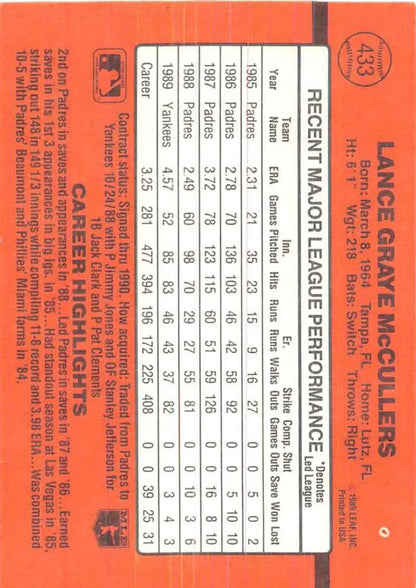 433
LANCE GRAYE McCULLERS
Born: March 8, 1964 Tampa, FL Home: Lutz, FL
Ht: 6'1" Wgt: 218 Bats: Switch Throws: Right
© 1989 LEAF, INC.
Printed in USA
RECENT MAJOR LEAGUE PERFORMANCE
*Denotes
Led League
Team Inn. Er. Strike Comp. Shut
Year Name ERA Games Pitched Hits Runs Runs Walks Outs Games Outs Save Won Lost
1985 Padres 2.31 21 35 23 15 9 16 27 0 0 5 0 2
1986 Padres 2.78 70 136 103 46 42 58 92 0 0 5 10 10
1987 Padres 3.72 78 123 115 60 51 59 126 0 0 16 8 10
1988 Padres 2.49 60 98 70 29 27 55 81 0 0 10 3 6
1989 Yankees 4.57 52 85 83 46 43 37 82 0 0 3 4 3
Career 3.25 281 477 394 196 172 225 408 0 0 39 25 31
Contract status: Signed thru 1990. How acquired: Traded from Padres to
Yankees 10/24/88 with P Jimmy Jones and OF Stanley Jefferson for
1B Jack Clark and P Pat Clements
MLB
CAREER HIGHLIGHTS
2nd on Padres in saves and appearances in '88...Led Padres in saves in '87 and '86...Earned
saves in his 1st 3 appearances in big lgs. in '85...Had standout season at Las Vegas in '85,
striking out 148 in 149 1/3 innings while compiling 11-8 record and 3.98 ERA...Was combined
10-5 with Padres' Beaumont and Phillies' Miami farms in '84.